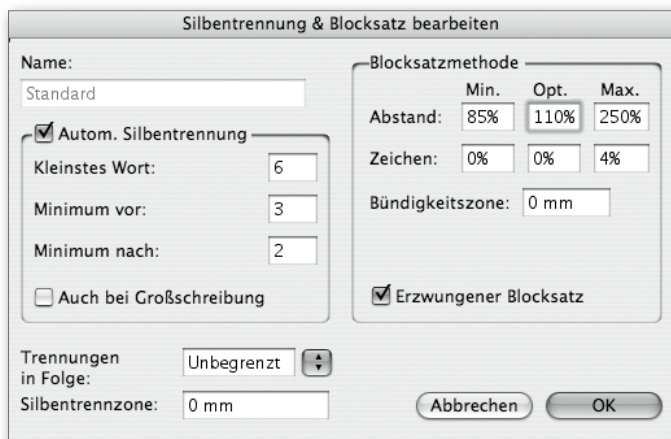 Silbentrennung & Blocksatz bearbeiten
Name:
Standard
Autom. Silbentrennung
Kleinstes Wort: 6
Minimum vor: 3
Minimum nach: 2
Auch bei Großschreibung
Trennungen
in Folge: Unbegrenzt
Silbentrennzone: 0 mm
Blocksatzmethode
Min. Opt. Max.
Abstand: 85% 110% 250%
Zeichen: 0% 0% 4%
Bündigkeitszone: 0 mm
Erzwungener Blocksatz
Abbrechen OK